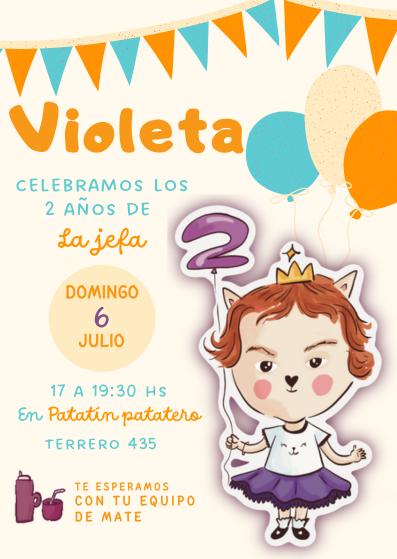 Violeta
CELEBRAMOS LOS
2 AÑOS DE
La jefa
DOMINGO
6
JULIO
17 A 19:30 HS
En Patatín patatero
TERRERO 435
TE ESPERAMOS
CON TU EQUIPO
DE MATE
2